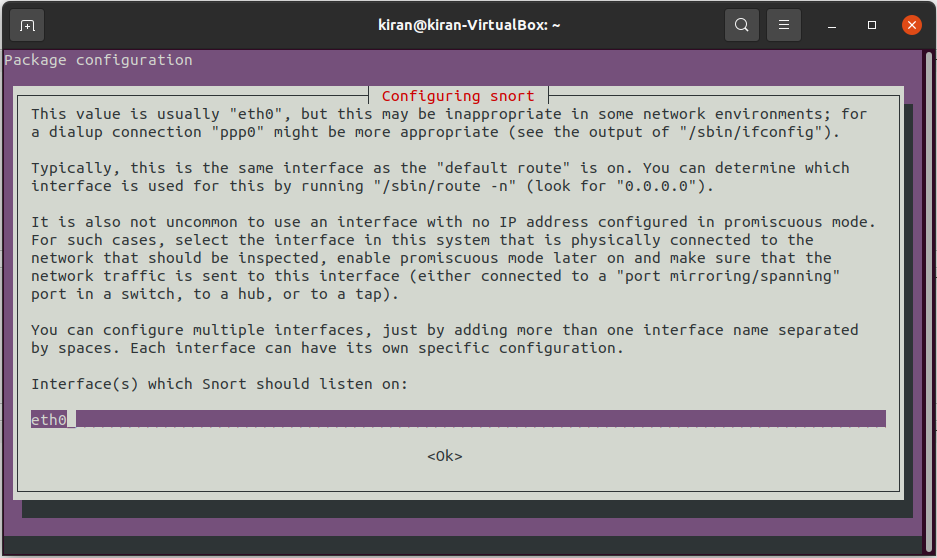 kiran@kiran-VirtualBox: ~
Package configuration
Configuring snort
This value is usually "eth0", but this may be inappropriate in some network environments; for
a dialup connection "ppp0" might be more appropriate (see the output of "/sbin/ifconfig").
Typically, this is the same interface as the "default route" is on. You can determine which
interface is used for this by running "/sbin/route -n" (look for "0.0.0.0").
It is also not uncommon to use an interface with no IP address configured in promiscuous mode.
For such cases, select the interface in this system that is physically connected to the
network that should be inspected, enable promiscuous mode later on and make sure that the
network traffic is sent to this interface (either connected to a "port mirroring/spanning"
port in a switch, to a hub, or to a tap).
You can configure multiple interfaces, just by adding more than one interface name separated
by spaces. Each interface can have its own specific configuration.
Interface(s) which Snort should listen on:
eth0
<Ok>